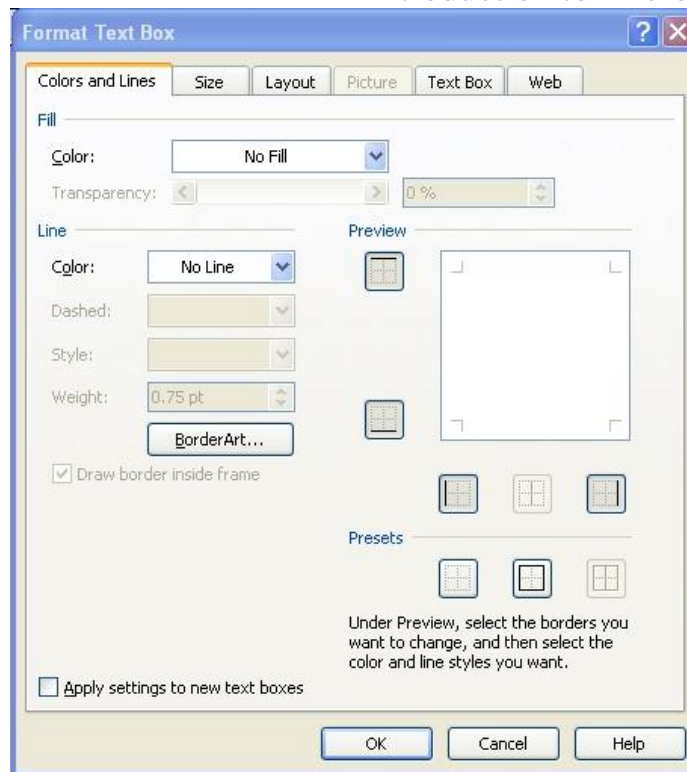 Format Text Box
Colors and Lines Size Layout Picture Text Box Web
Fill
Color: No Fill
Transparency: 0 %
Line
Color: No Line
Dashed:
Style:
Weight: 0.75 pt
BorderArt...
Draw border inside frame
Preview
Presets
Under Preview, select the borders you
want to change, and then select the
color and line styles you want.
Apply settings to new text boxes
OK Cancel Help